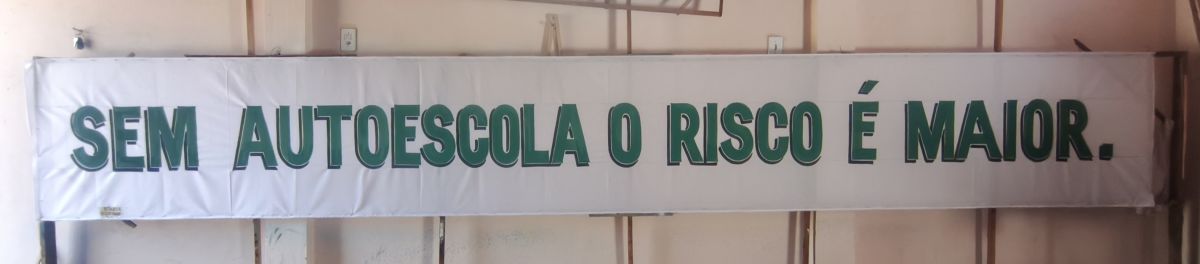 SEM AUTOESCOLA O RISCO É MAIOR.